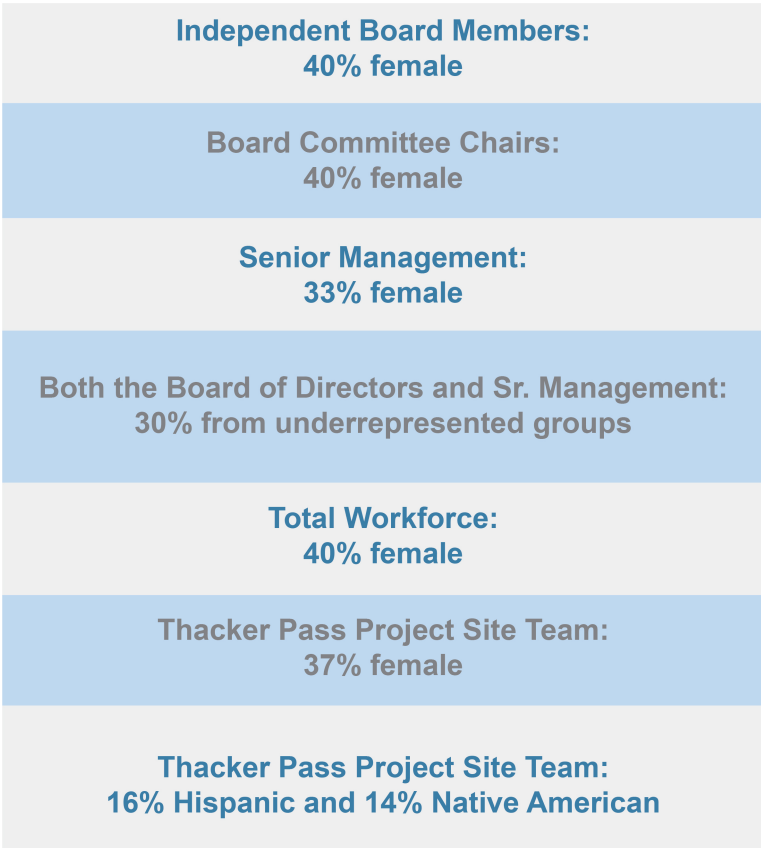 Independent Board Members:
40% female
Board Committee Chairs:
40% female
Senior Management:
33% female
Both the Board of Directors and Sr. Management:
30% from underrepresented groups
Total Workforce:
40% female
Thacker Pass Project Site Team:
37% female
Thacker Pass Project Site Team:
16% Hispanic and 14% Native American